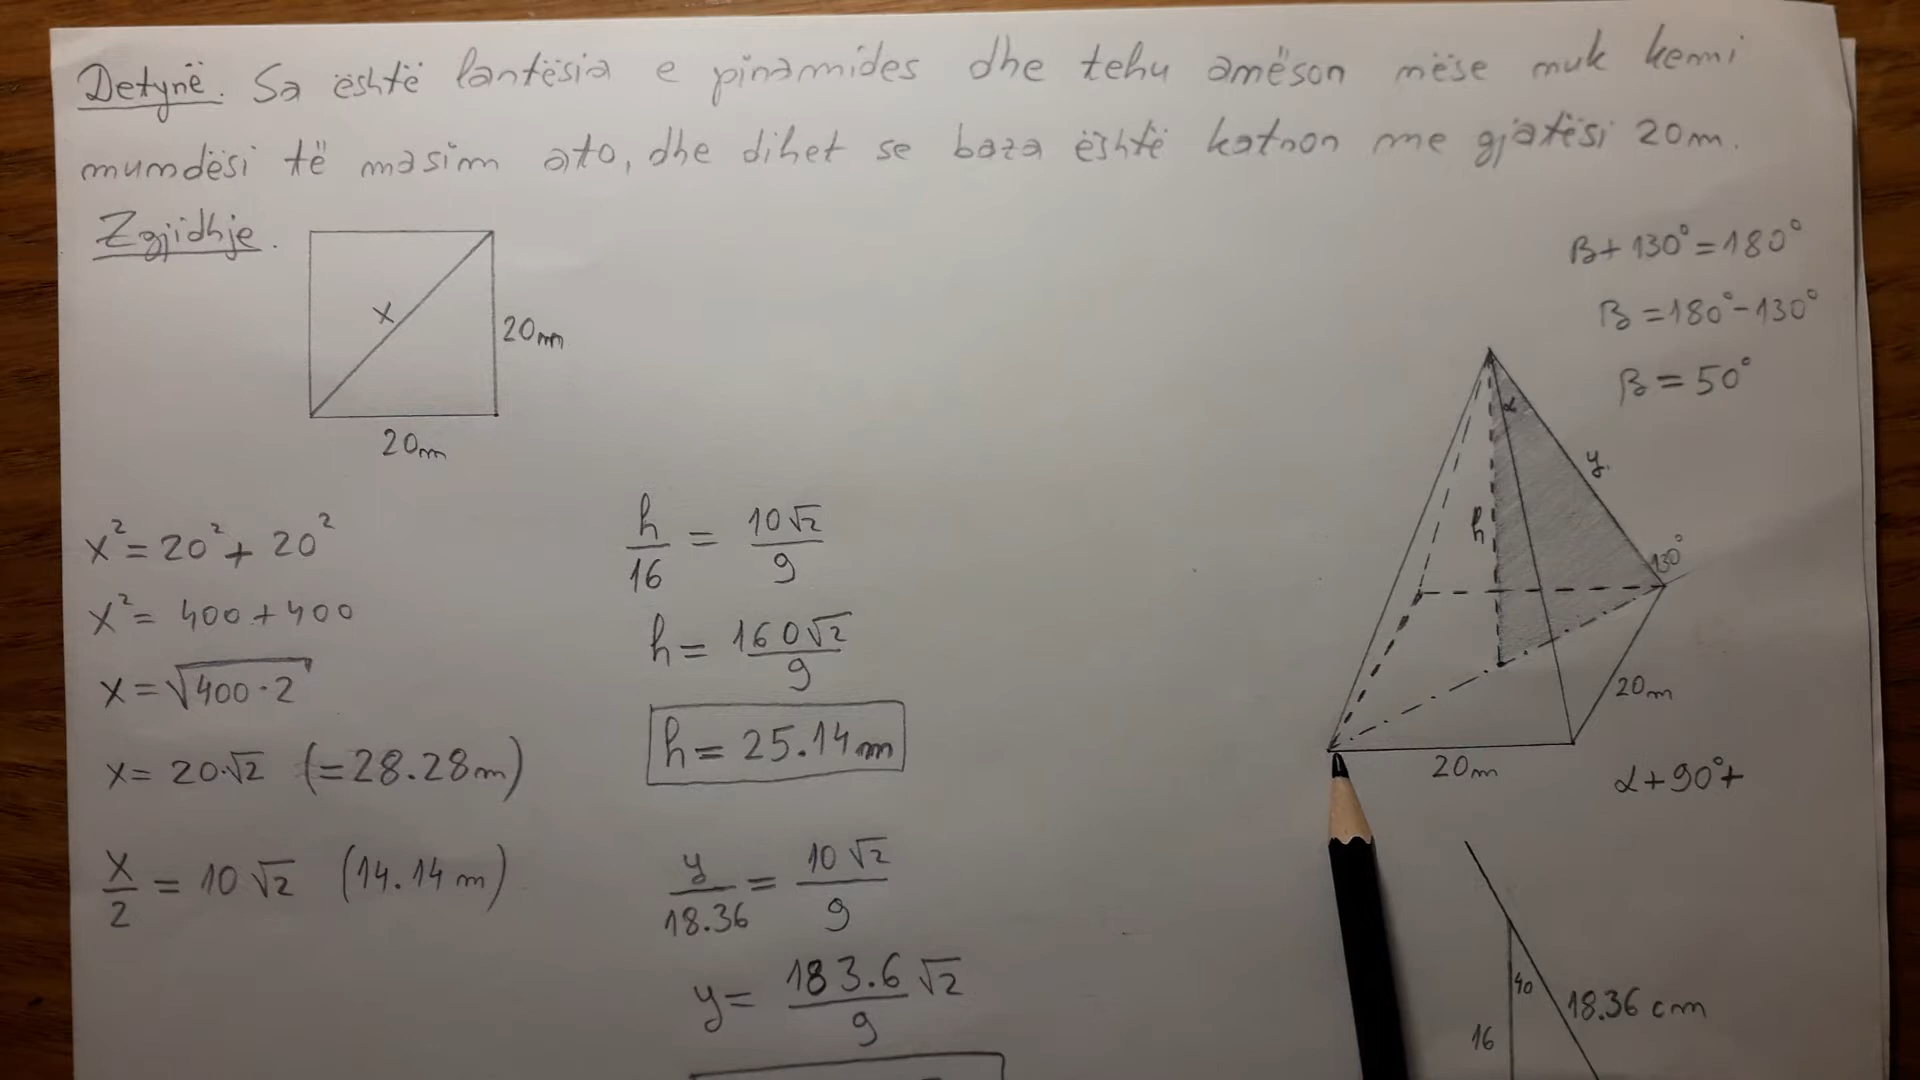 Detynë. Sa është lartësia e piramides dhe tehu anëson nëse nuk kemi
mundësi të masim ato, dhe dihet se baza është katror me gjatësi 20m.
Zgjidhje.
x
20m
20m
x² = 20² + 20²
x² = 400 + 400
x = √400·2
x = 20·√2 (= 28.28m)
x/2 = 10√2 (14.14m)
h/16 = 10√2/9
h = 160√2/9
h = 25.14m
y/18.36 = 10√2/9
y = 183.6√2/9
β + 130° = 180°
β = 180° - 130°
β = 50°
α
y
h
130°
20m
20m
α + 90° +
40
18.36 cm
16